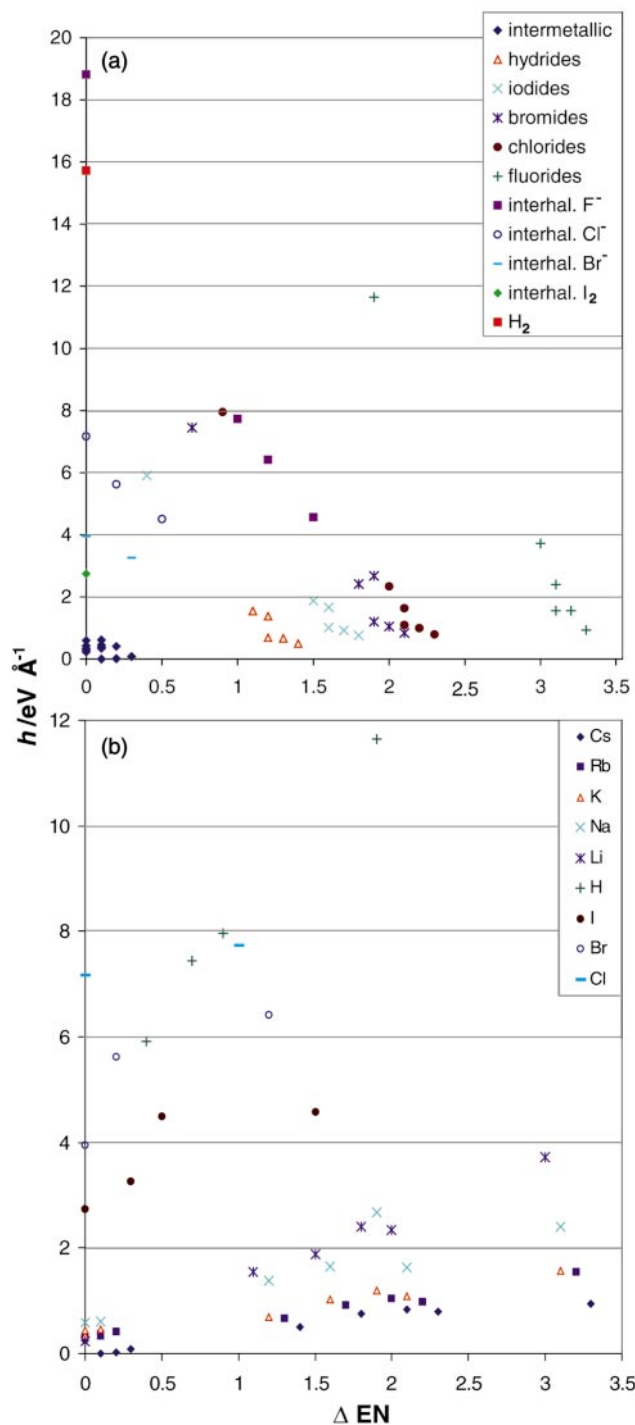 (a)
20
18
16
14
12
10
8
6
4
2
0
0
0.5
1
1.5
2
2.5
3
3.5
intermetallic
hydrides
iodides
bromides
chlorides
fluorides
interhal. F⁻
interhal. Cl⁻
interhal. Br⁻
interhal. I₂
H₂
h/eV Å⁻¹
(b)
12
10
8
6
4
2
0
0
0.5
1
1.5
2
2.5
3
3.5
Cs
Rb
K
Na
Li
H
I
Br
Cl
Δ EN